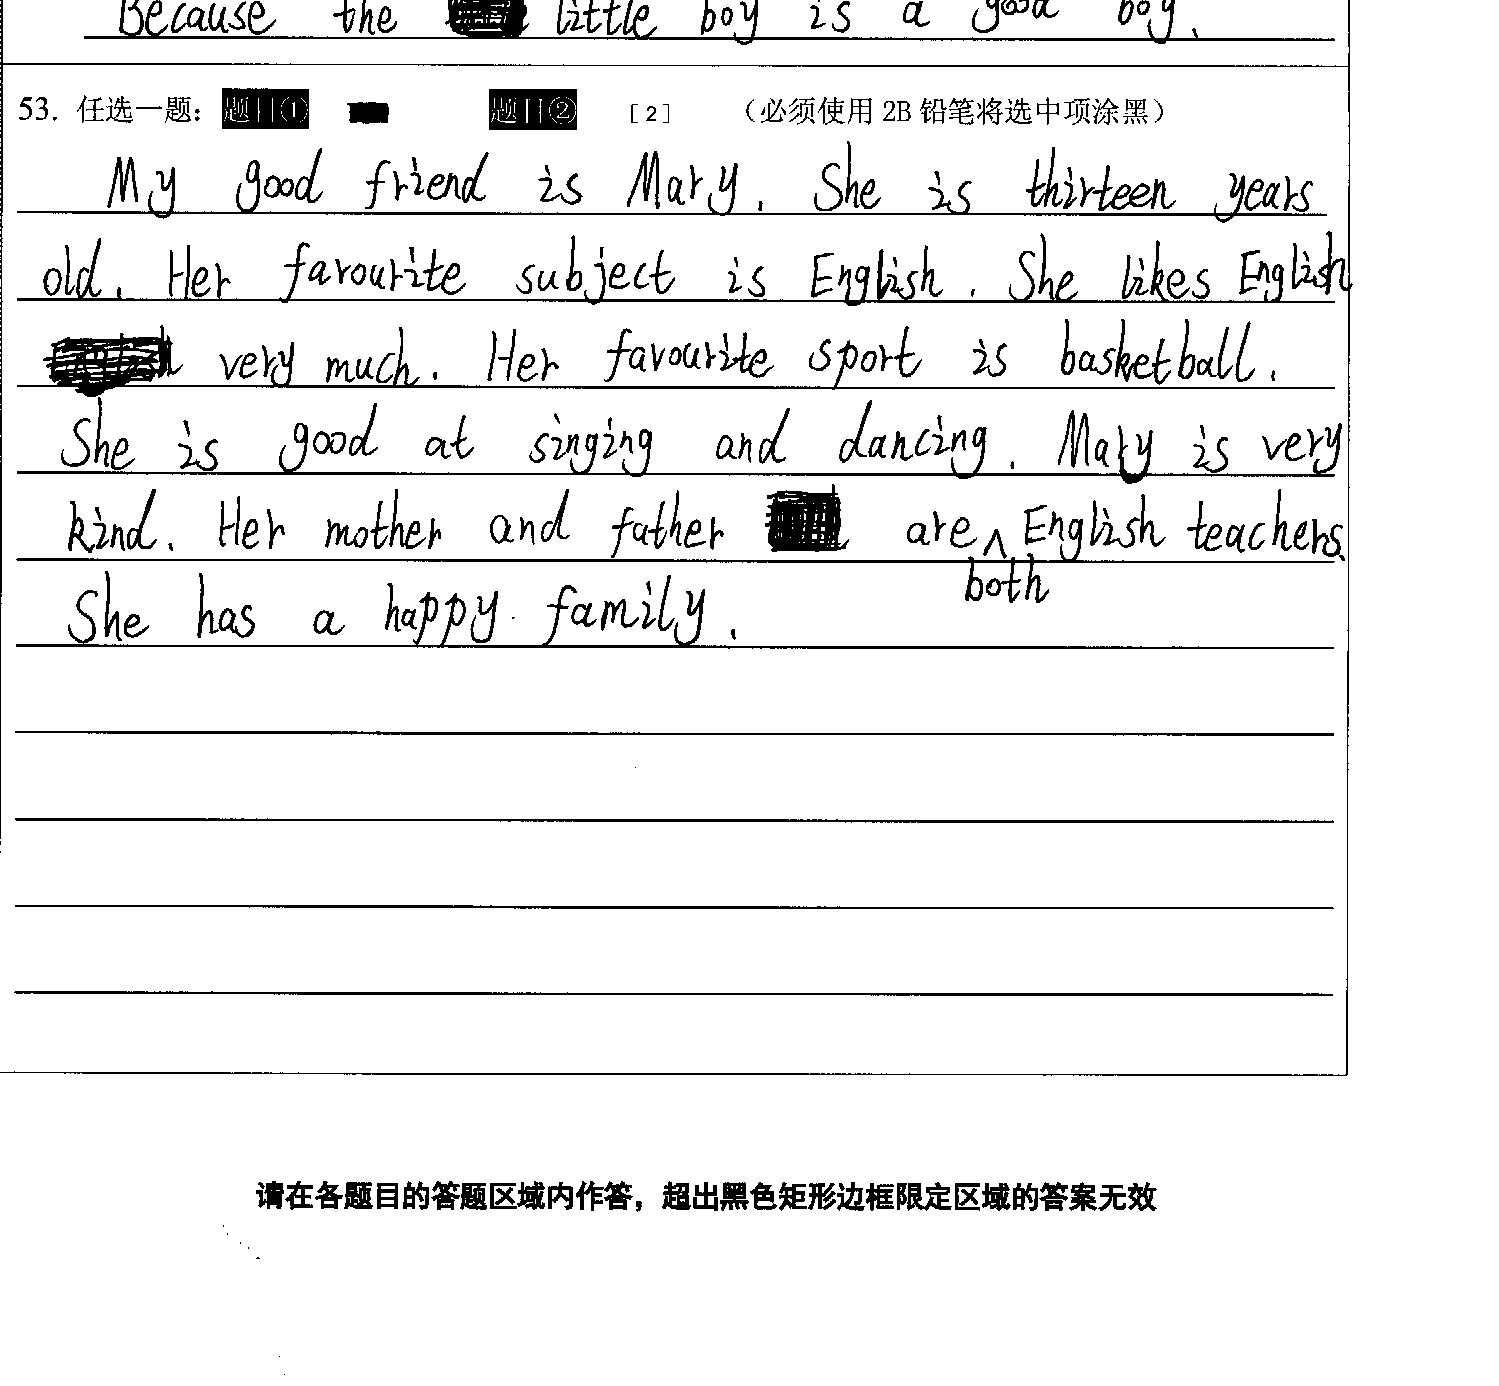 Because the little boy is a good boy.
53. 任选一题: 题目① 题目② [2] (必须使用 2B 铅笔将选中项涂黑)
My good friend is Mary. She is thirteen years
old. Her favourite subject is English. She likes English
very much. Her favourite sport is basketball.
She is good at singing and dancing. Mary is very
kind. Her mother and father are both English teachers.
She has a happy family.
请在各题目的答题区域内作答，超出黑色矩形边框限定区域的答案无效